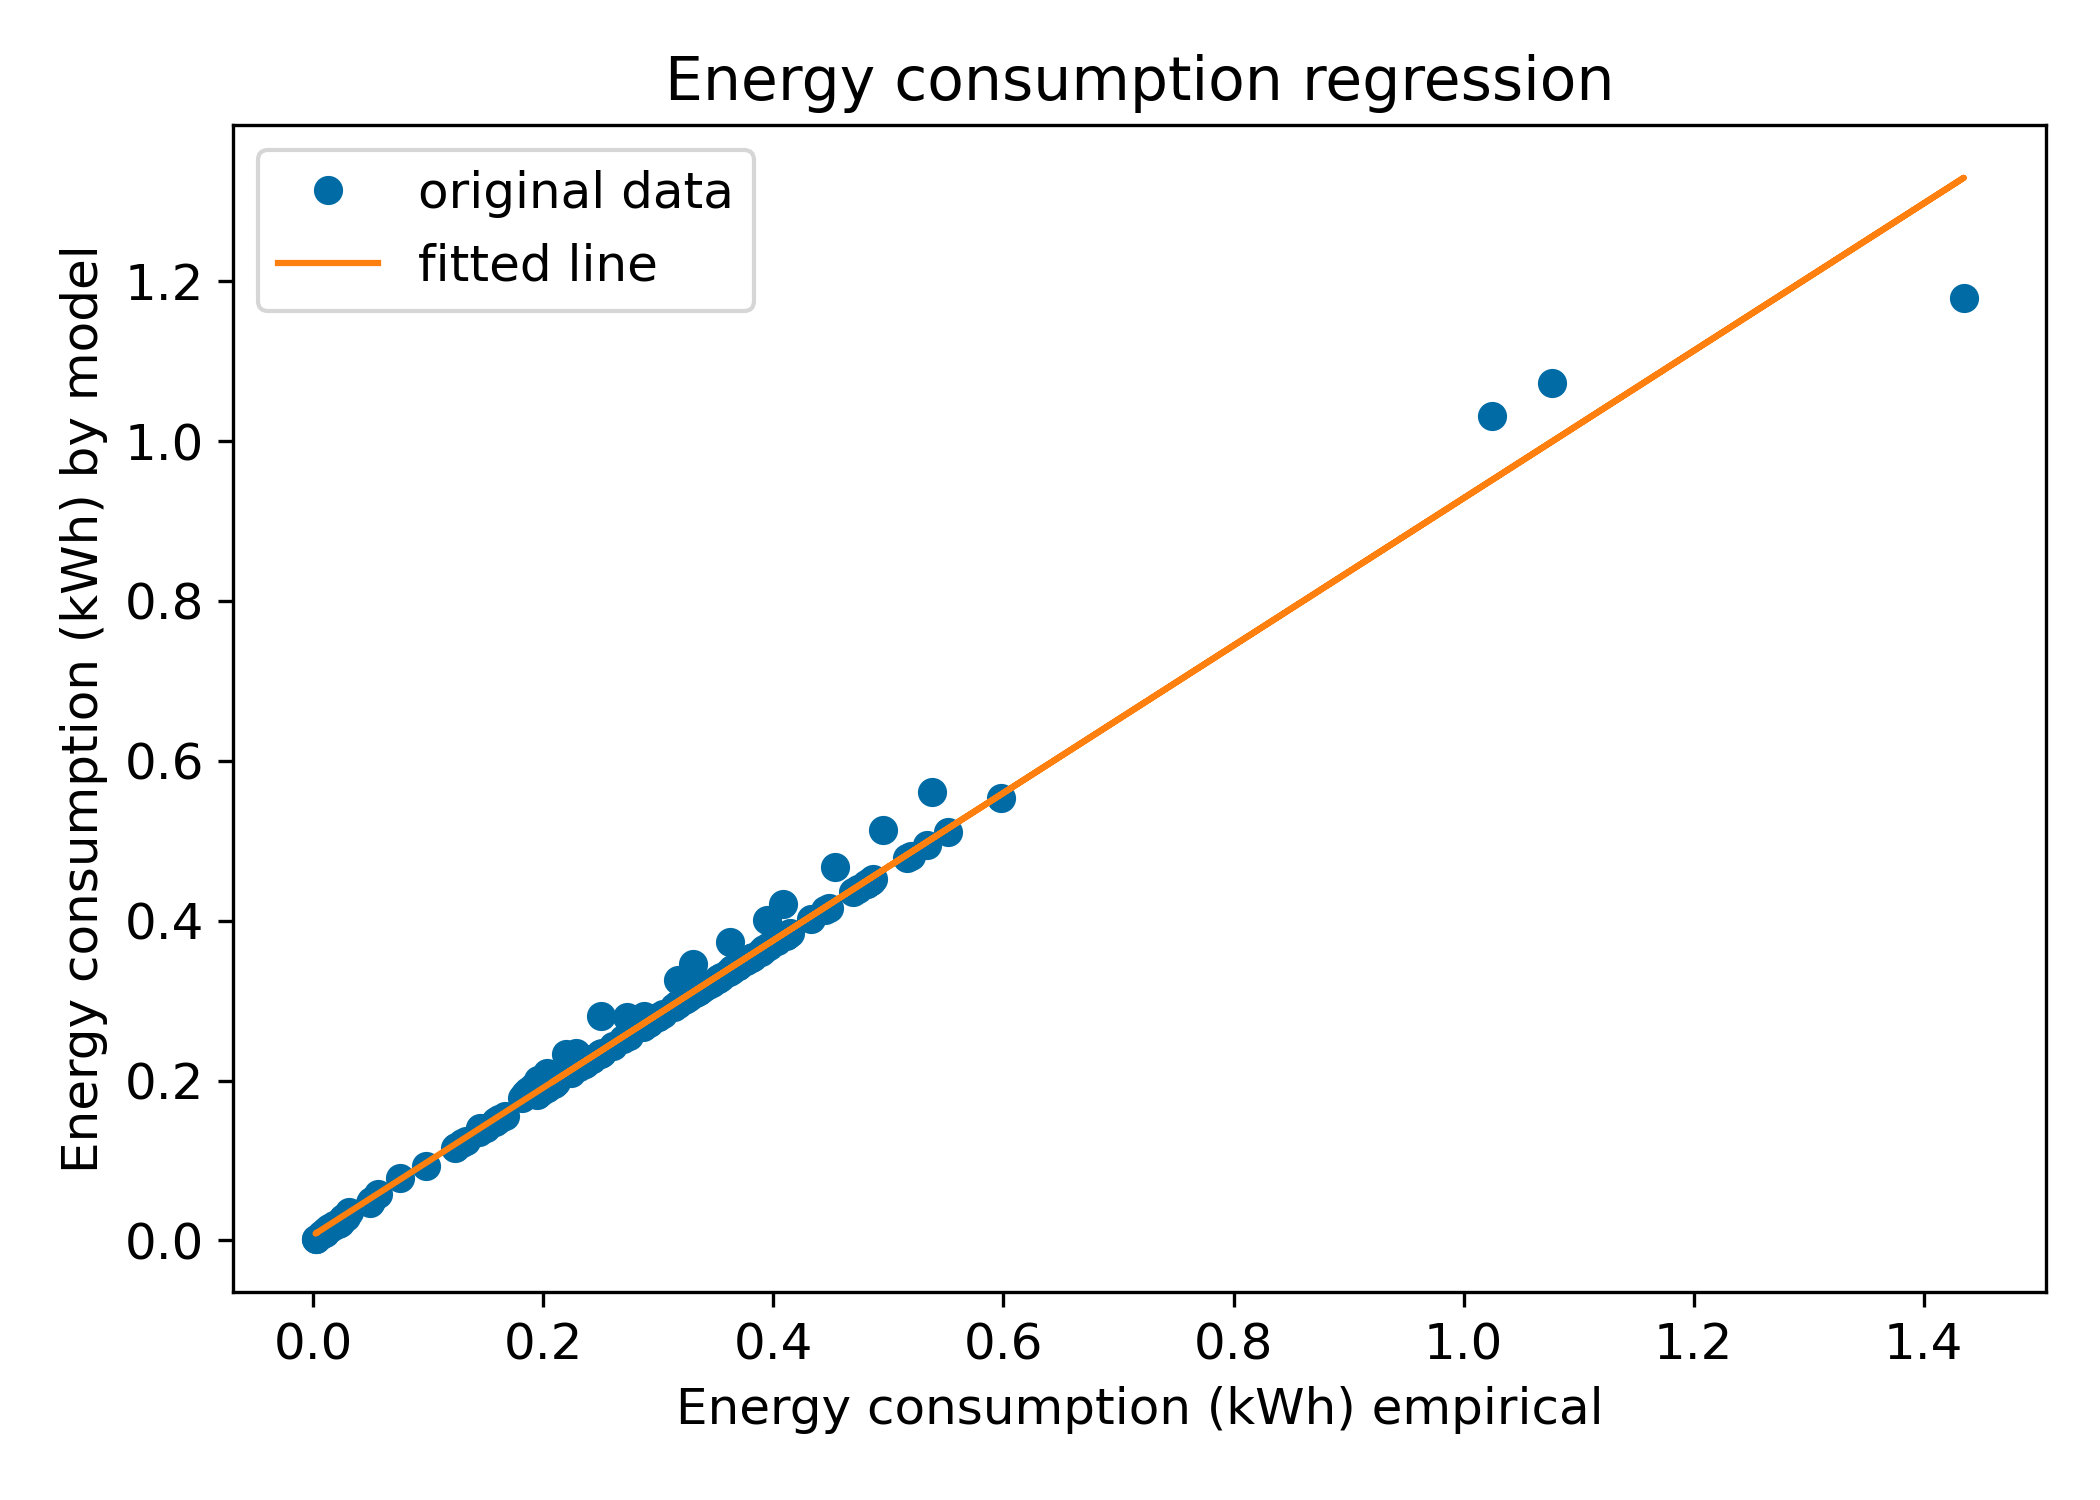 Energy consumption regression
original data
fitted line
Energy consumption (kWh) by model
1.2
1.0
0.8
0.6
0.4
0.2
0.0
0.0 0.2 0.4 0.6 0.8 1.0 1.2 1.4
Energy consumption (kWh) empirical